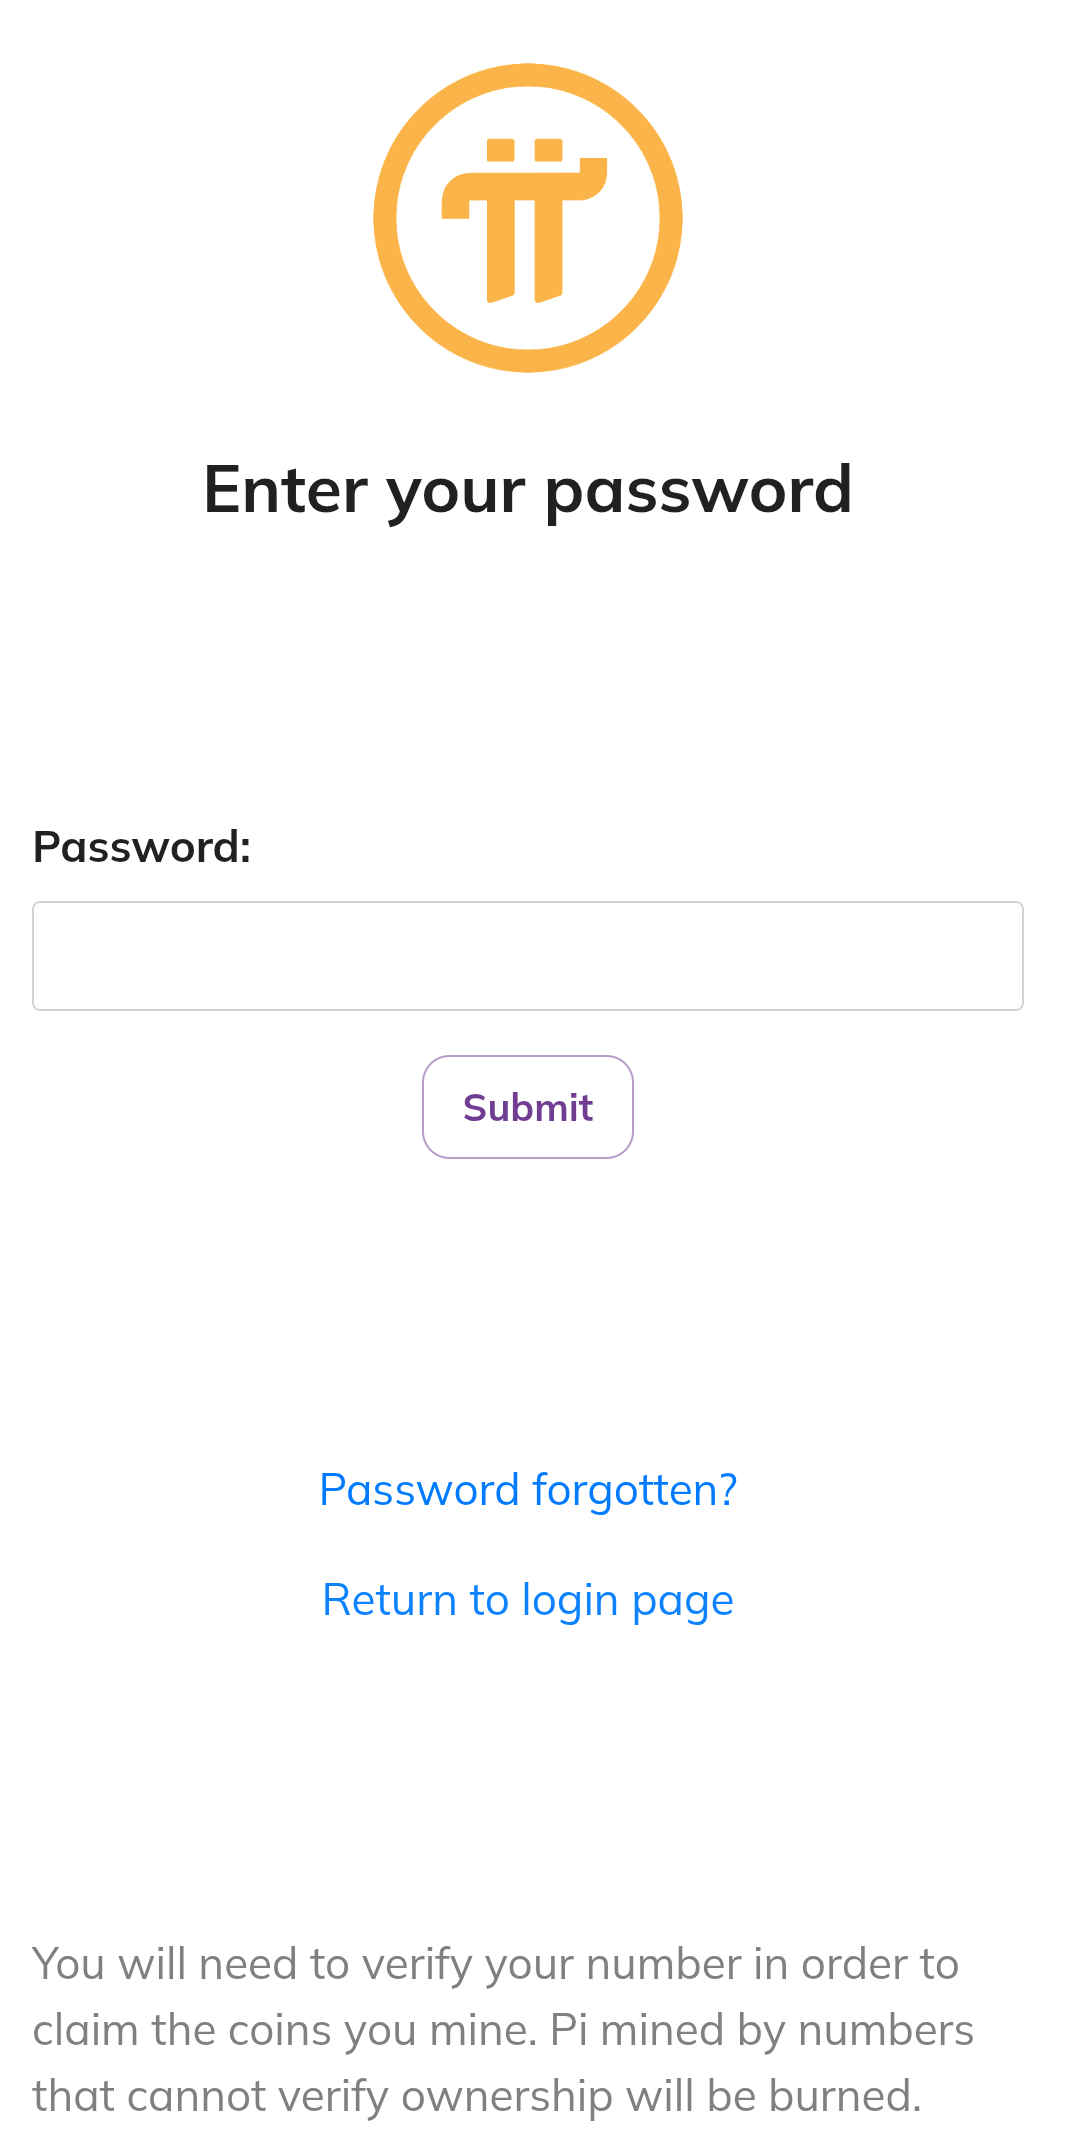 Enter your password
Password:
Submit
Password forgotten?
Return to login page
You will need to verify your number in order to
claim the coins you mine. Pi mined by numbers
that cannot verify ownership will be burned.